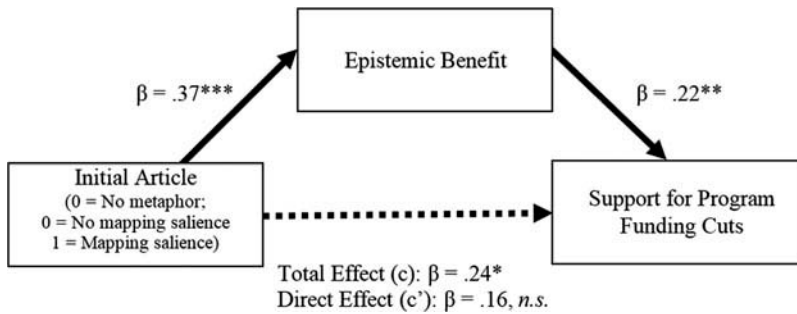 Epistemic Benefit
β = .37***
β = .22**
Initial Article
(0 = No metaphor;
0 = No mapping salience
1 = Mapping salience)
Support for Program
Funding Cuts
Total Effect (c): β = .24*
Direct Effect (c’): β = .16, n.s.